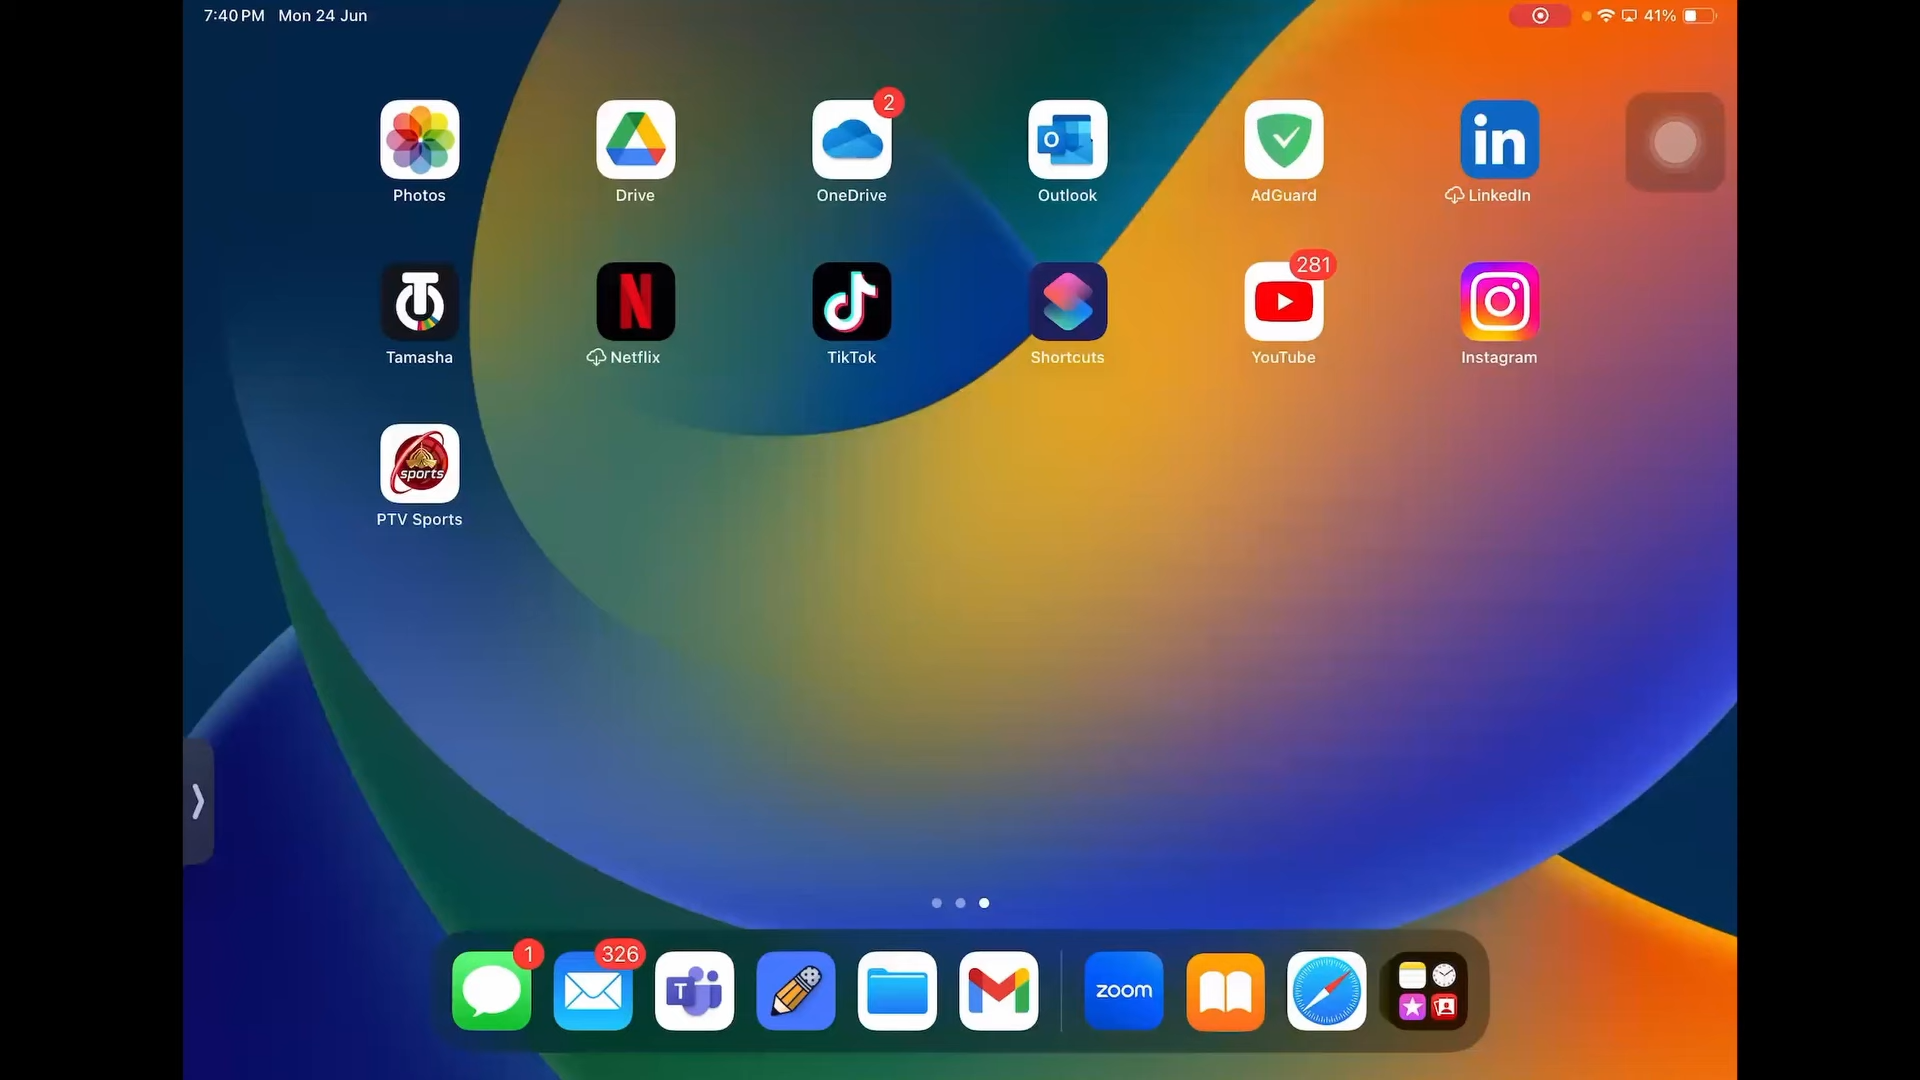 7:40 PM Mon 24 Jun
41%
2
Photos
Drive
OneDrive
Outlook
AdGuard
LinkedIn
281
Tamasha
Netflix
TikTok
Shortcuts
YouTube
Instagram
sports
PTV Sports
1
326
zoom